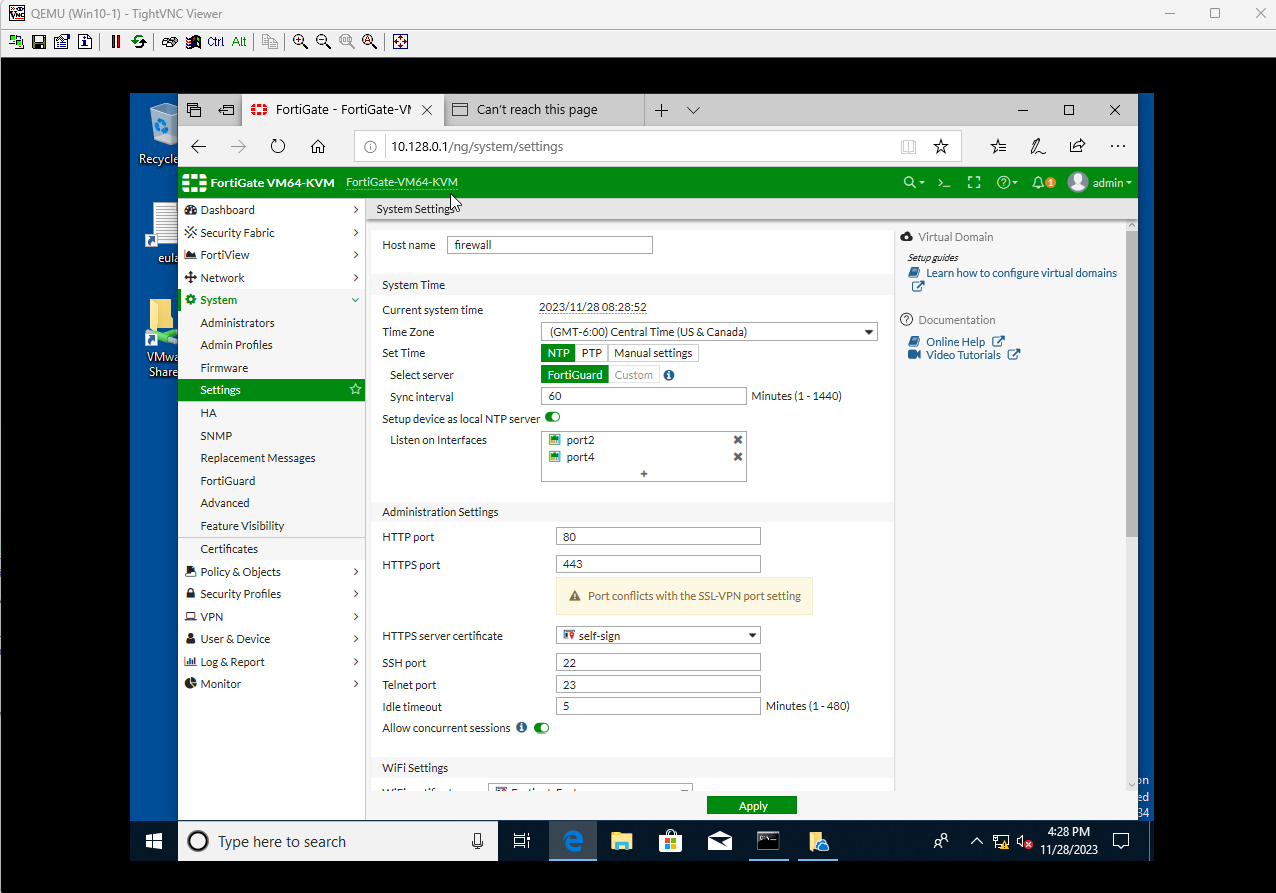 QEMU (Win10-1) - TightVNC Viewer
Ctrl Alt
FortiGate - FortiGate-VM
Can't reach this page
10.128.0.1/ng/system/settings
Recycle
eula
VMwa
Share
FortiGate VM64-KVM
FortiGate-VM64-KVM
1
admin
Dashboard
Security Fabric
FortiView
Network
System
Administrators
Admin Profiles
Firmware
Settings
HA
SNMP
Replacement Messages
FortiGuard
Advanced
Feature Visibility
Certificates
Policy & Objects
Security Profiles
VPN
User & Device
Log & Report
Monitor
System Settings
Host name firewall
System Time
Current system time 2023/11/28 08:28:52
Time Zone (GMT-6:00) Central Time (US & Canada)
Set Time NTP PTP Manual settings
Select server FortiGuard Custom
Sync interval 60 Minutes (1 - 1440)
Setup device as local NTP server
Listen on Interfaces port2
port4
Administration Settings
HTTP port 80
HTTPS port 443
Port conflicts with the SSL-VPN port setting
HTTPS server certificate self-sign
SSH port 22
Telnet port 23
Idle timeout 5 Minutes (1 - 480)
Allow concurrent sessions
WiFi Settings
Apply
Virtual Domain
Setup guides
Learn how to configure virtual domains
Documentation
Online Help
Video Tutorials
on
ed
34
Type here to search
4:28 PM
11/28/2023